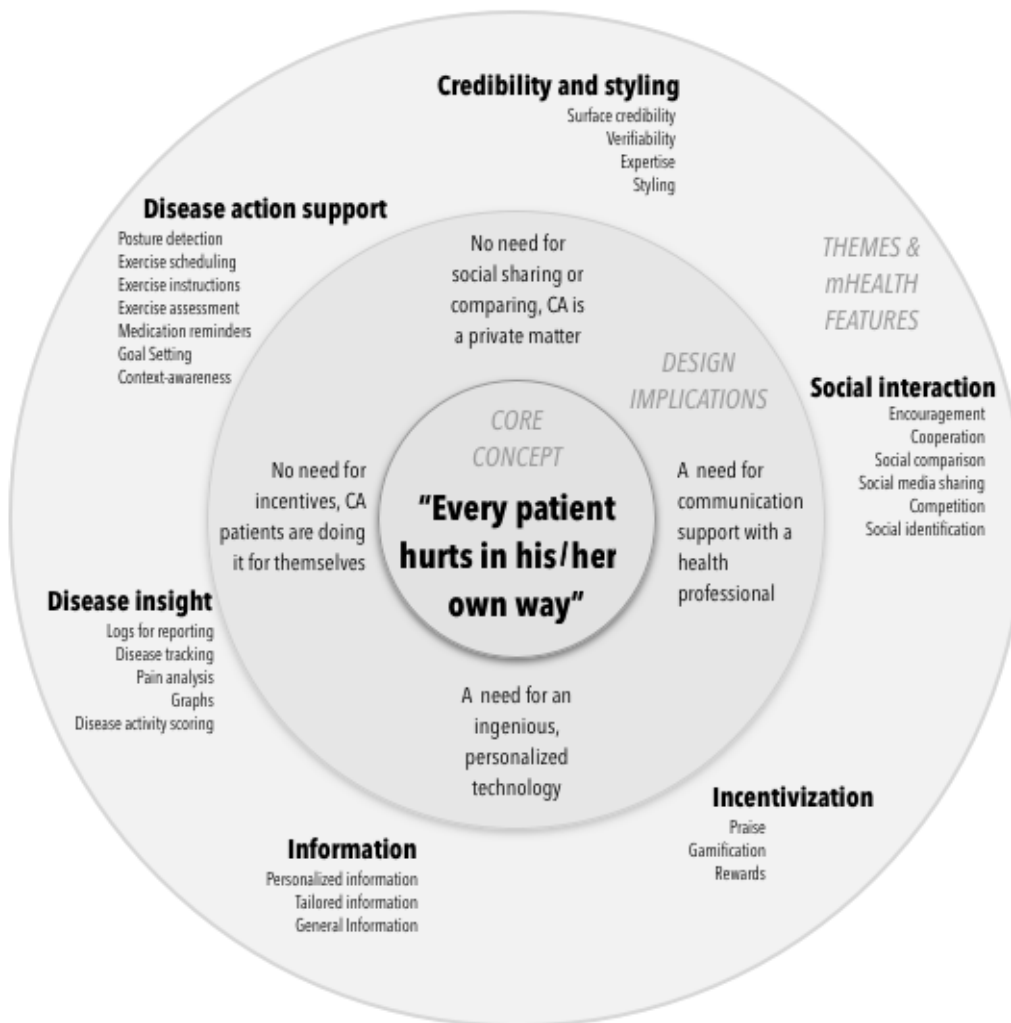 Credibility and styling
Surface credibility
Verifiability
Expertise
Styling
Disease action support
Posture detection
Exercise scheduling
Exercise instructions
Exercise assessment
Medication reminders
Goal Setting
Context-awareness
THEMES &
mHEALTH
FEATURES
No need for
social sharing or
comparing, CA is
a private matter
DESIGN
IMPLICATIONS
Social interaction
Encouragement
Cooperation
Social comparison
Social media sharing
Competition
Social identification
CORE
CONCEPT
"Every patient
hurts in his/her
own way"
No need for
incentives, CA
patients are doing
it for themselves
A need for
communication
support with a
health
professional
Disease insight
Logs for reporting
Disease tracking
Pain analysis
Graphs
Disease activity scoring
A need for an
ingenious,
personalized
technology
Incentivization
Praise
Gamification
Rewards
Information
Personalized information
Tailored information
General Information